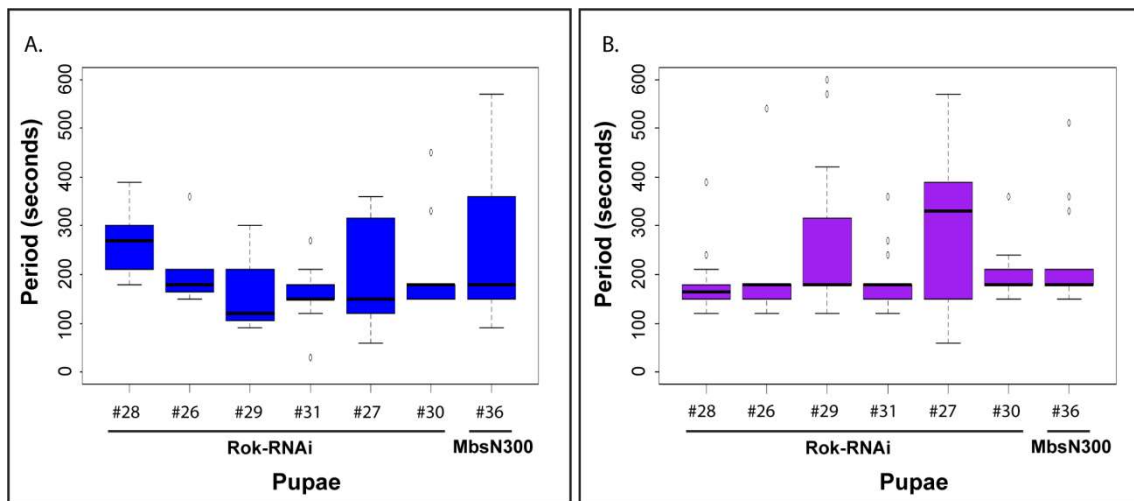 A.
Period (seconds)
600
500
400
300
200
100
0
#28 #26 #29 #31 #27 #30 #36
Rok-RNAi MbsN300
Pupae
B.
Period (seconds)
600
500
400
300
200
100
0
#28 #26 #29 #31 #27 #30 #36
Rok-RNAi MbsN300
Pupae